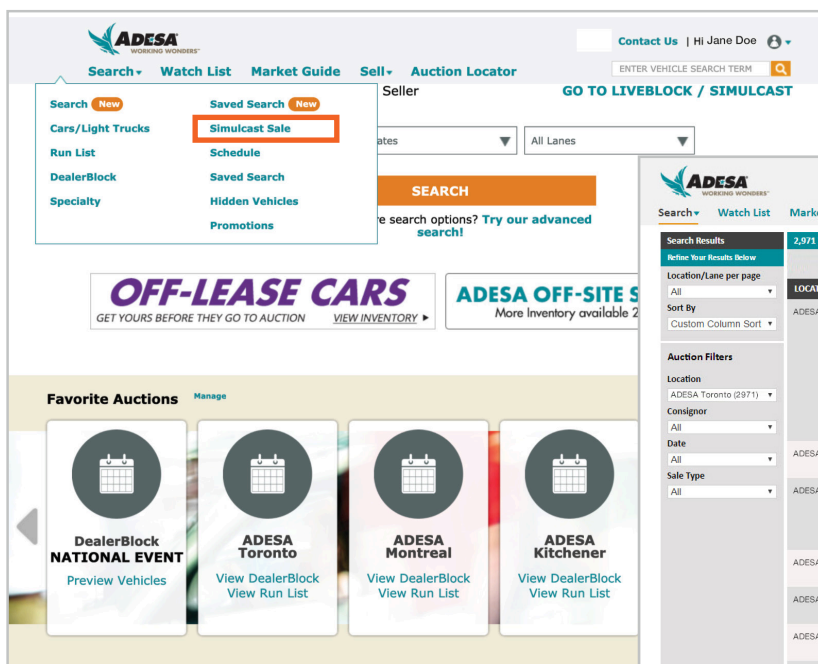 ADESA
WORKING WONDERS™
Contact Us | Hi Jane Doe
Search Watch List Market Guide Sell Auction Locator
ENTER VEHICLE SEARCH TERM
Seller
GO TO LIVEBLOCK / SIMULCAST
Search New
Saved Search New
Cars/Light Trucks
Simulcast Sale
Run List
Schedule
DealerBlock
Saved Search
Specialty
Hidden Vehicles
Promotions
ates
All Lanes
SEARCH
re search options? Try our advanced
search!
OFF-LEASE CARS
GET YOURS BEFORE THEY GO TO AUCTION VIEW INVENTORY
ADESA OFF-SITE S
More Inventory available 2
Favorite Auctions Manage
DealerBlock
NATIONAL EVENT
Preview Vehicles
ADESA
Toronto
View DealerBlock
View Run List
ADESA
Montreal
View DealerBlock
View Run List
ADESA
Kitchener
View DealerBlock
View Run List
ADESA
WORKING WONDERS™
Search Watch List Marke
Search Results
2,971
Refine Your Results Below
Location/Lane per page
All
LOCAT
Sort By
Custom Column Sort
ADESA
Auction Filters
Location
ADESA Toronto (2971)
Consignor
All
Date
All
ADESA
Sale Type
All
ADESA
ADESA
ADESA
ADESA